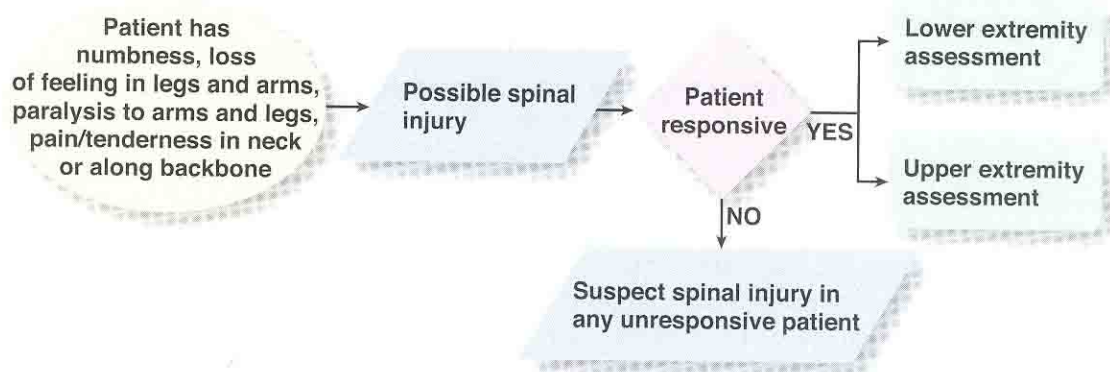 Patient has
numbness, loss
of feeling in legs and arms,
paralysis to arms and legs,
pain/tenderness in neck
or along backbone
Possible spinal
injury
Patient
responsive
YES
Lower extremity
assessment
Upper extremity
assessment
NO
Suspect spinal injury in
any unresponsive patient